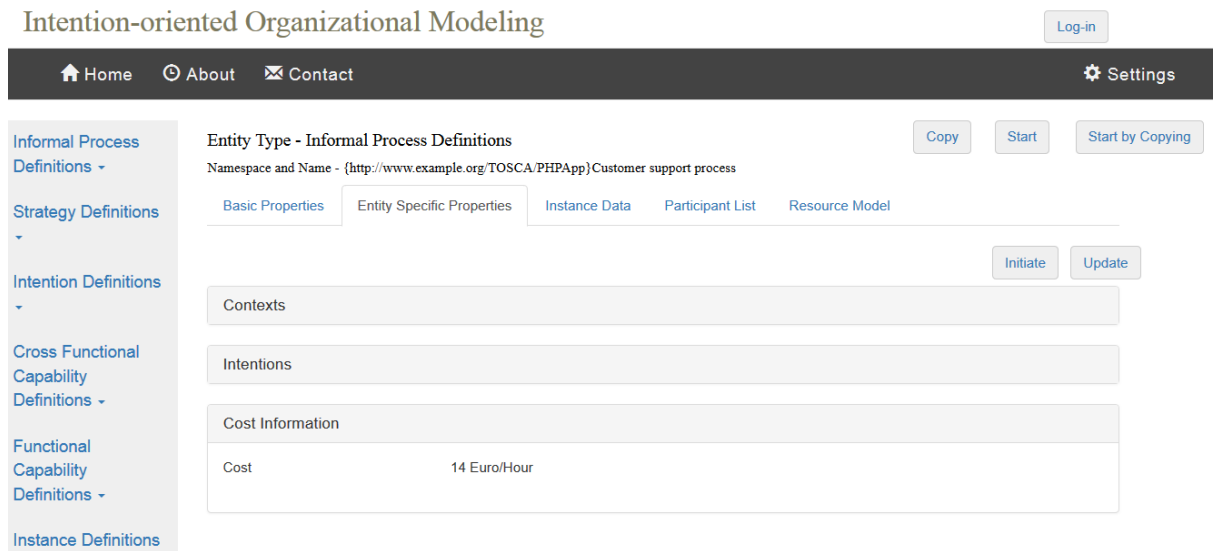 Intention-oriented Organizational Modeling
Log-in
Home About Contact Settings
Informal Process
Definitions
Strategy Definitions
Intention Definitions
Cross Functional
Capability
Definitions
Functional
Capability
Definitions
Instance Definitions
Entity Type - Informal Process Definitions
Copy Start Start by Copying
Namespace and Name - {http://www.example.org/TOSCA/PHPApp}Customer support process
Basic Properties Entity Specific Properties Instance Data Participant List Resource Model
Initiate Update
Contexts
Intentions
Cost Information
Cost 14 Euro/Hour